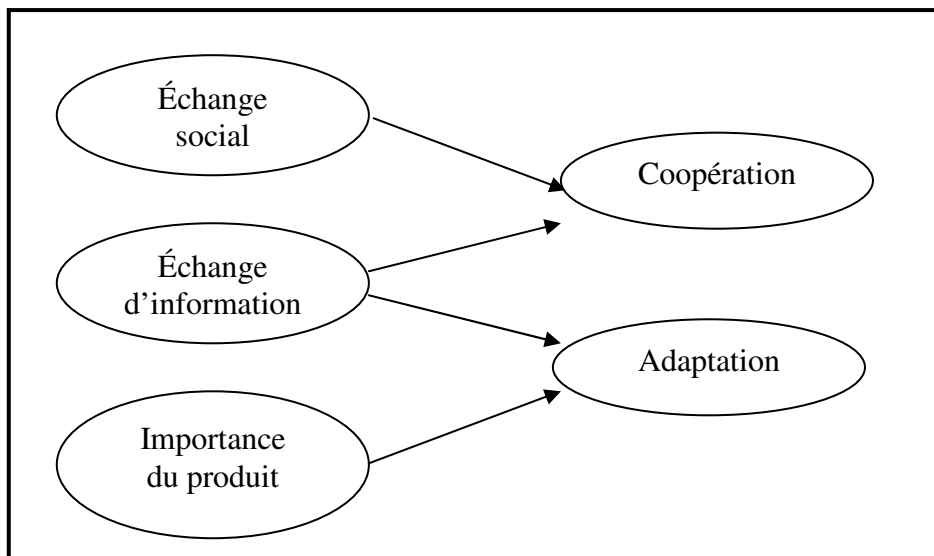 Échange
social
Coopération
Échange
d’information
Adaptation
Importance
du produit